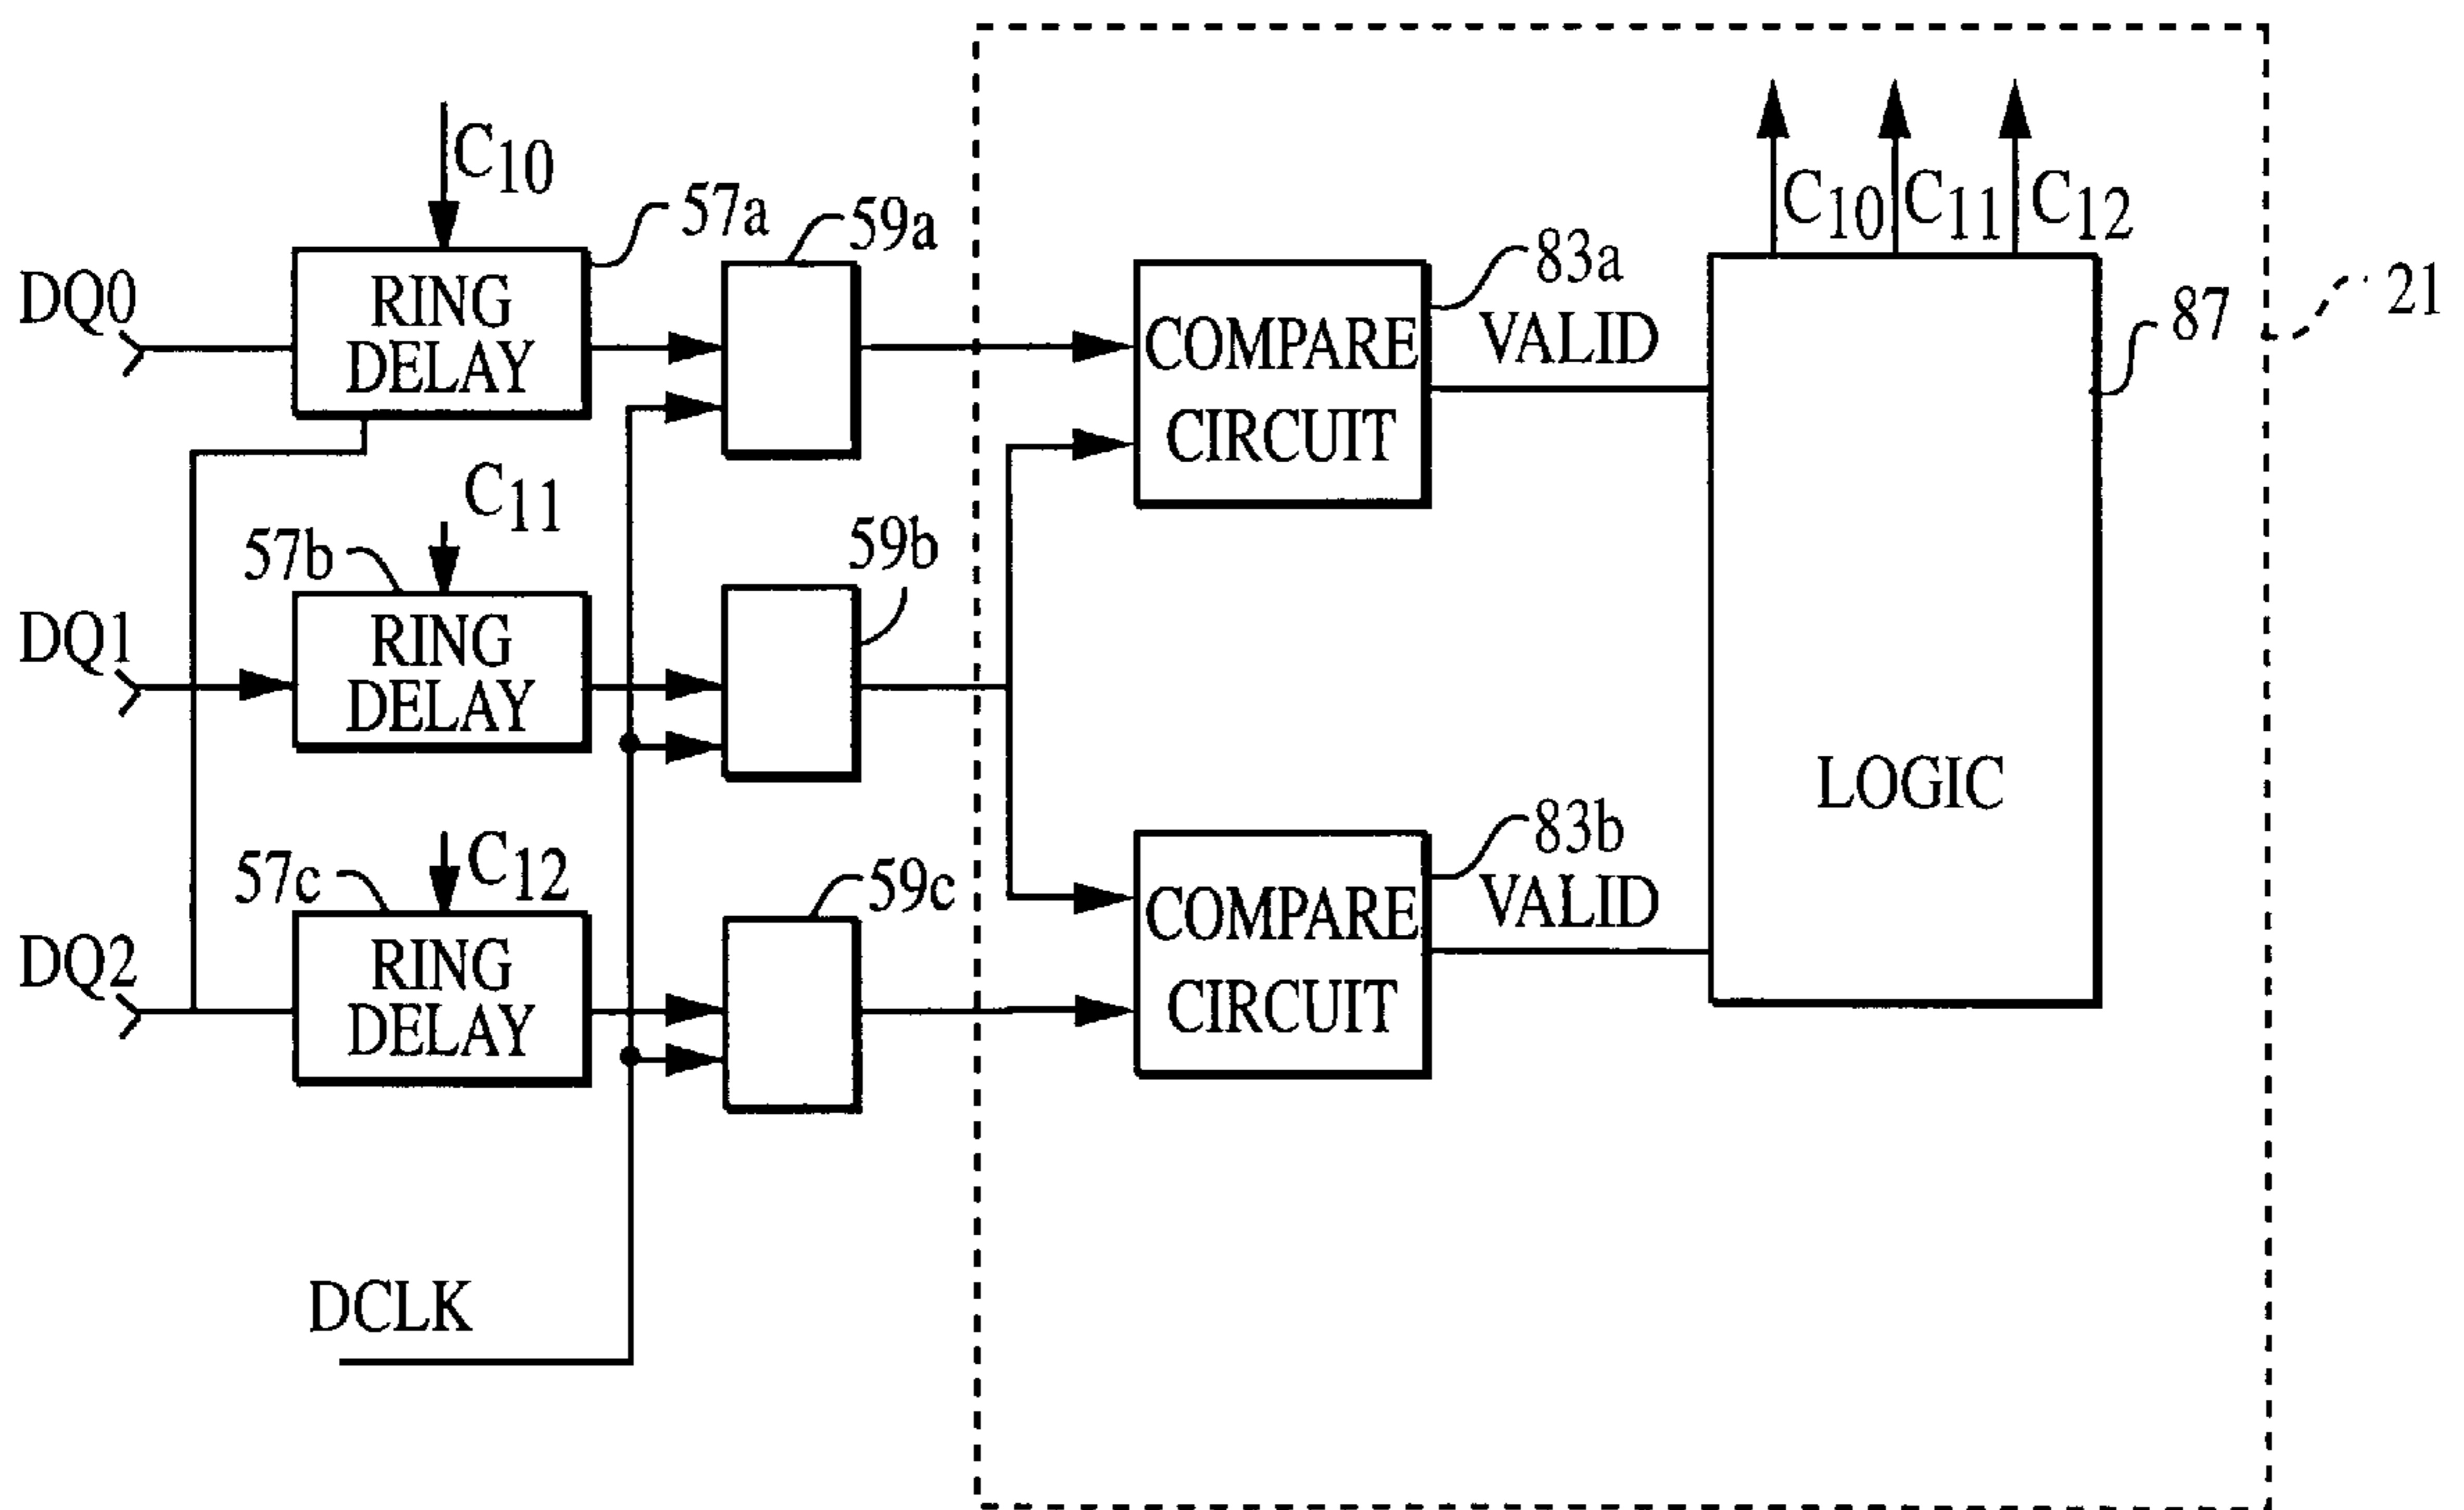 C10
57a
59a
DQ0
RING
DELAY
C11
57b
59b
DQ1
RING
DELAY
C12
57c
59c
DQ2
RING
DELAY
DCLK
83a
COMPARE
CIRCUIT
VALID
83b
COMPARE
CIRCUIT
VALID
C10 C11 C12
LOGIC
87
21